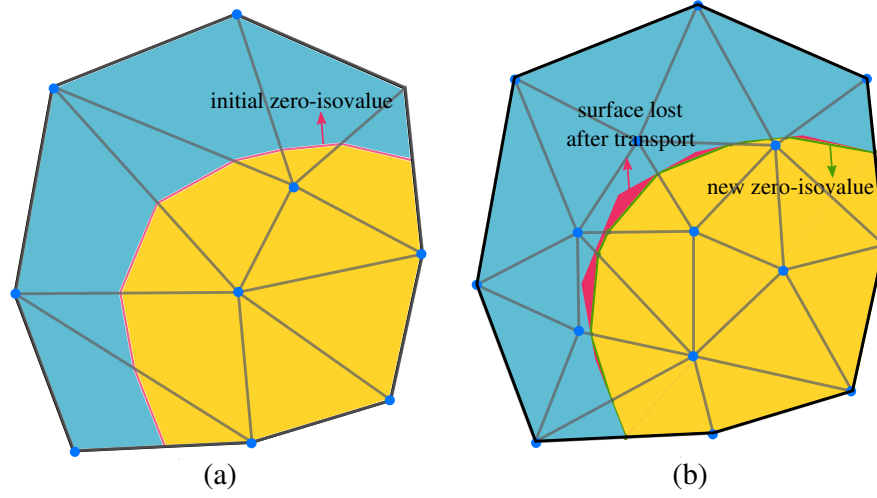 initial zero-isovalue
surface lost
after transport
new zero-isovalue
(a)
(b)